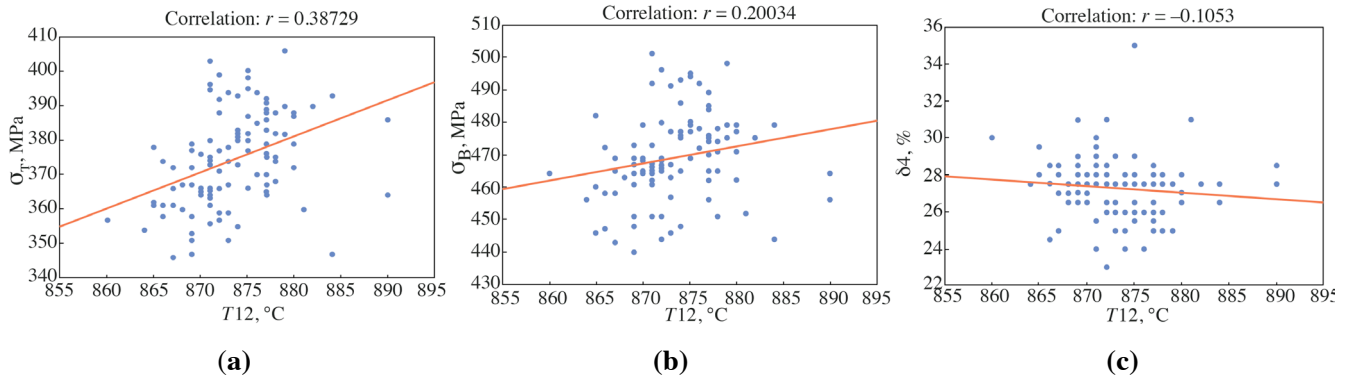 Correlation: r = 0.38729
410
400
390
380
370
360
350
340
σт, MPa
855 860 865 870 875 880 885 890 895
T12, °C
(a)
Correlation: r = 0.20034
510
500
490
480
470
460
450
440
430
σB, MPa
855 860 865 870 875 880 885 890 895
T12, °C
(b)
Correlation: r = –0.1053
36
34
32
30
28
26
24
22
δ4, %
855 860 865 870 875 880 885 890 895
T12, °C
(c)